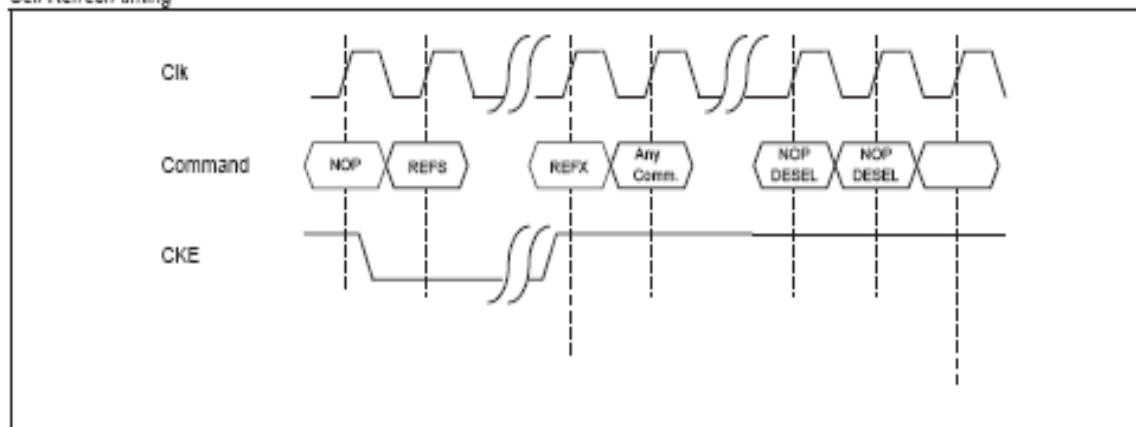 Clk
Command
NOP
REFS
REFX
Any
Comm.
NOP
DESEL
NOP
DESEL
CKE